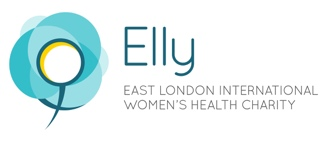 Elly
EAST LONDON INTERNATIONAL
WOMEN'S HEALTH CHARITY